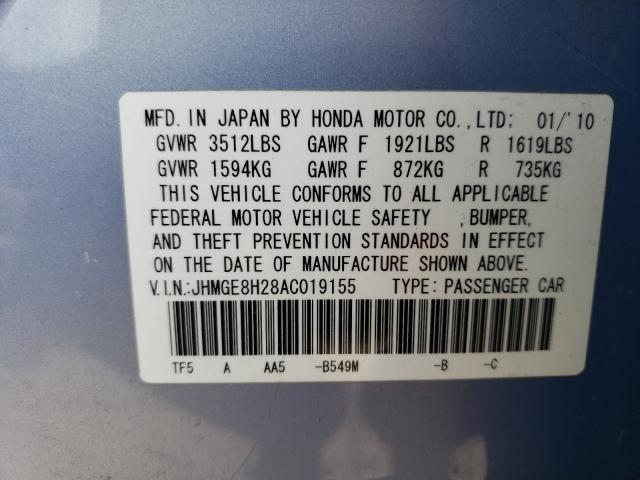 MFD. IN JAPAN BY HONDA MOTOR CO.,LTD; 01/'10
GVWR 3512LBS GAWR F 1921LBS R 1619LBS
GVWR 1594KG GAWR F 872KG R 735KG
THIS VEHICLE CONFORMS TO ALL APPLICABLE
FEDERAL MOTOR VEHICLE SAFETY ,BUMPER,
AND THEFT PREVENTION STANDARDS IN EFFECT
ON THE DATE OF MANUFACTURE SHOWN ABOVE.
V.I.N.:JHMGE8H28AC019155 TYPE: PASSENGER CAR
TF5 A AA5 -B549M -B -C